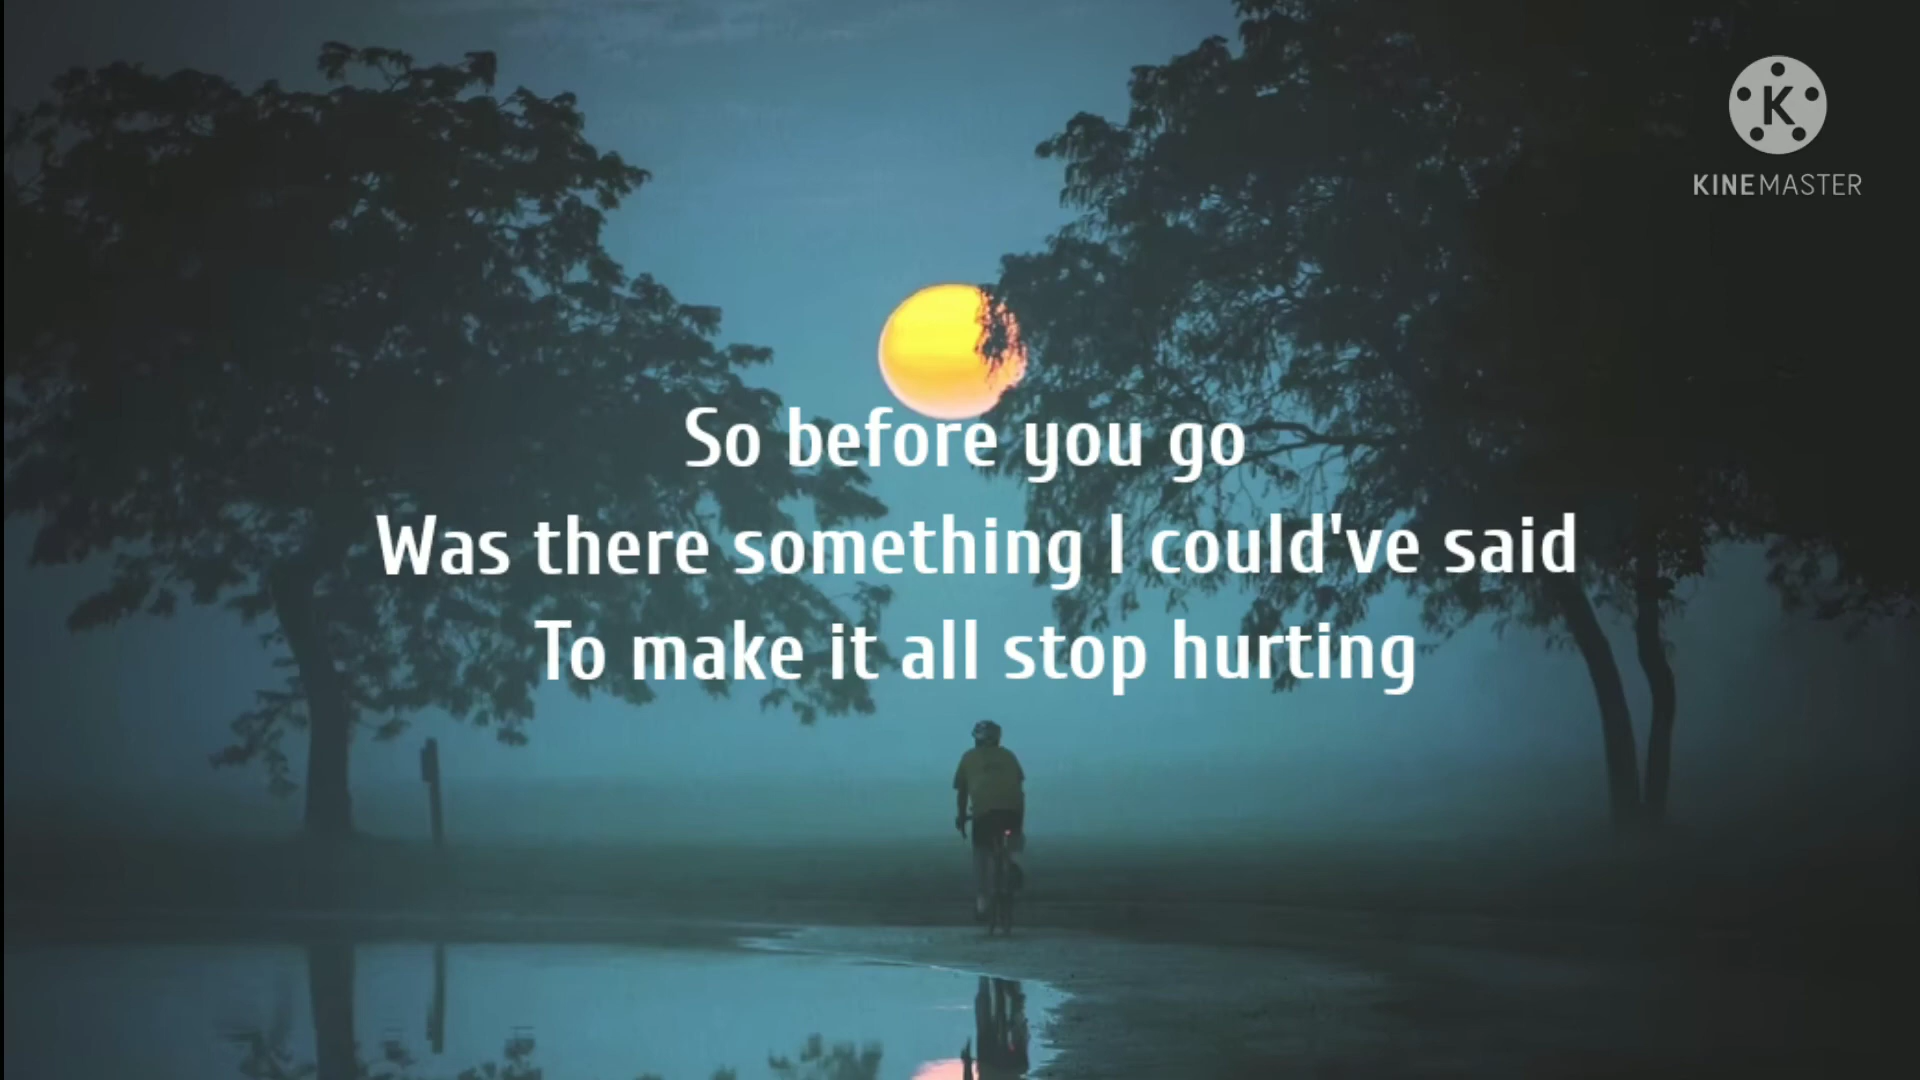 K
KINEMASTER
So before you go
Was there something I could've said
To make it all stop hurting